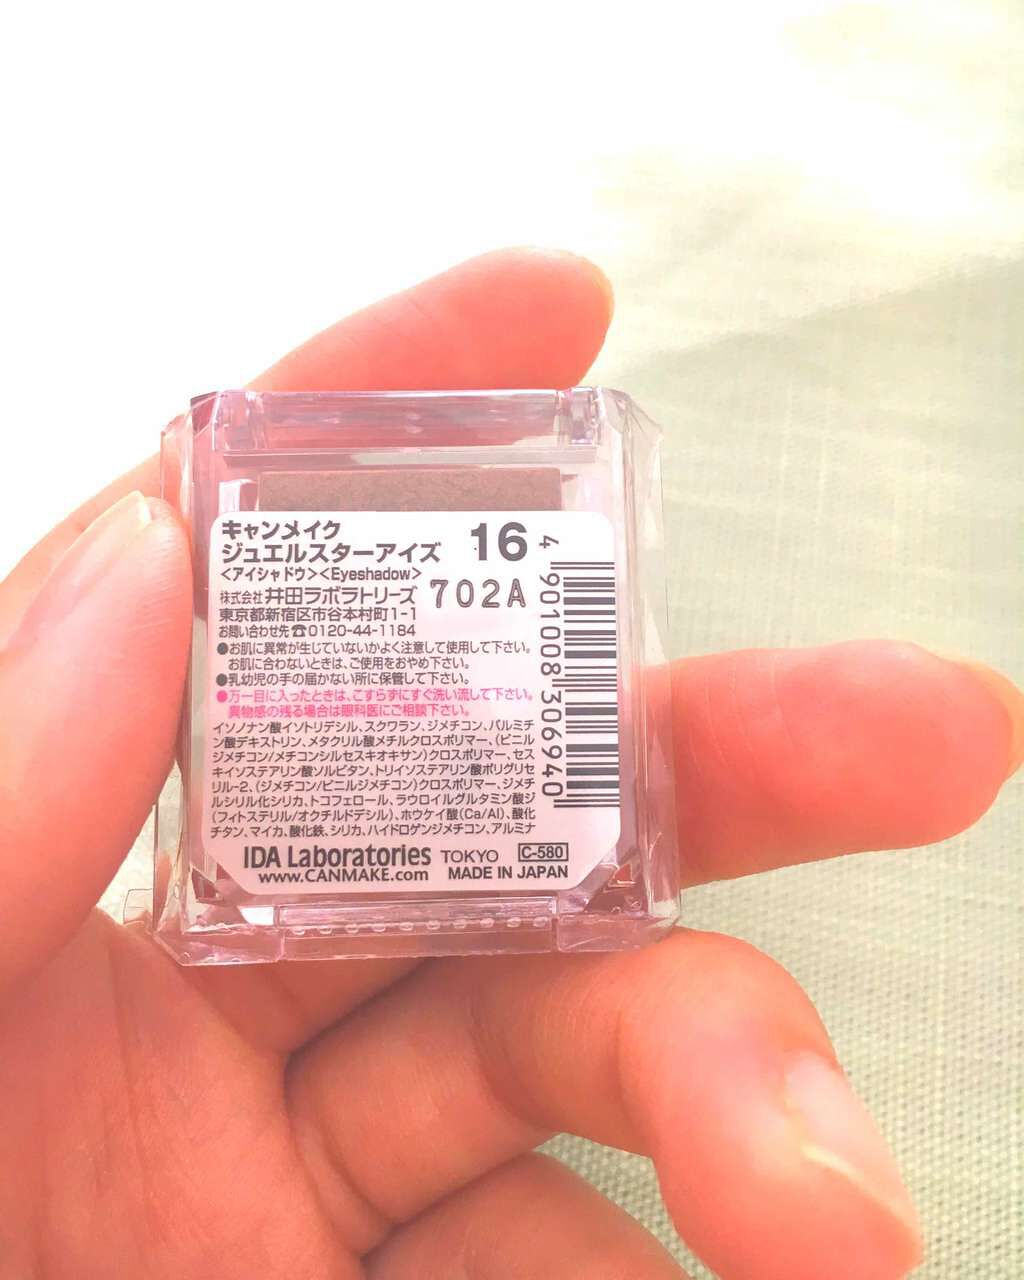 キャンメイク
ジュエルスターアイズ 16
<アイシャドウ><Eyeshadow>
株式会社 井田ラボラトリーズ 702A
東京都新宿区市谷本村町1-1
お問い合わせ先☎0120-44-1184
●お肌に異常が生じていないかよく注意して使用して下さい。
お肌に合わないときは、ご使用をおやめ下さい。
●乳幼児の手の届かない所に保管して下さい。
●万一目に入ったときは、こすらずにすぐ洗い流して下さい。
異物感の残る場合は眼科医にご相談下さい。
イソノナン酸イソトリデシル、スクワラン、ジメチコン、パルミチ
ン酸デキストリン、メタクリル酸メチルクロスポリマー、(ビニル
ジメチコン/メチコンシルセスキオキサン)クロスポリマー、セス
キイソステアリン酸ソルビタン、トリイソステアリン酸ポリグリセ
リル-2、(ジメチコン/ビニルジメチコン)クロスポリマー、ジメチ
ルシリル化シリカ、トコフェロール、ラウロイルグルタミン酸ジ
(フィトステリル/オクチルドデシル)、ホウケイ酸(Ca/Al)、酸化
チタン、マイカ、酸化鉄、シリカ、ハイドロゲンジメチコン、アルミナ
IDA Laboratories TOKYO C-580
www.CANMAKE.com MADE IN JAPAN
4 901008 306940